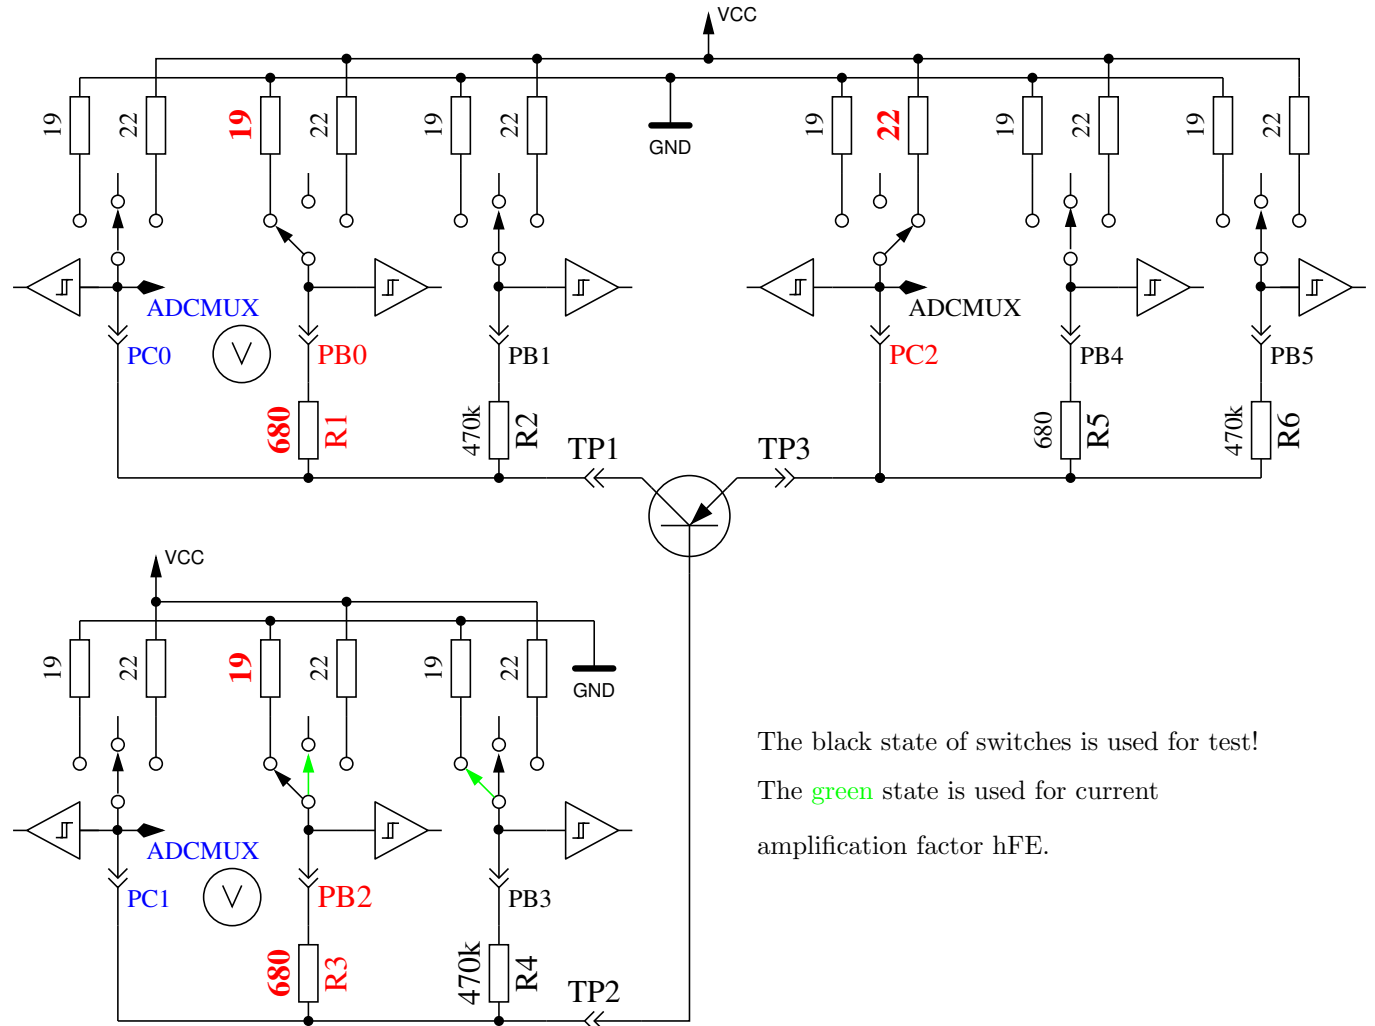 VCC
19
22
19
22
19
22
GND
19
22
19
22
19
22
ADCMUX
ADCMUX
PC0
V
PB0
PB1
PC2
PB4
PB5
680
R1
470k
R2
TP1
TP3
680
R5
470k
R6
VCC
19
22
19
22
19
22
GND
The black state of switches is used for test!
The green state is used for current
amplification factor hFE.
ADCMUX
PC1
V
PB2
PB3
680
R3
470k
R4
TP2